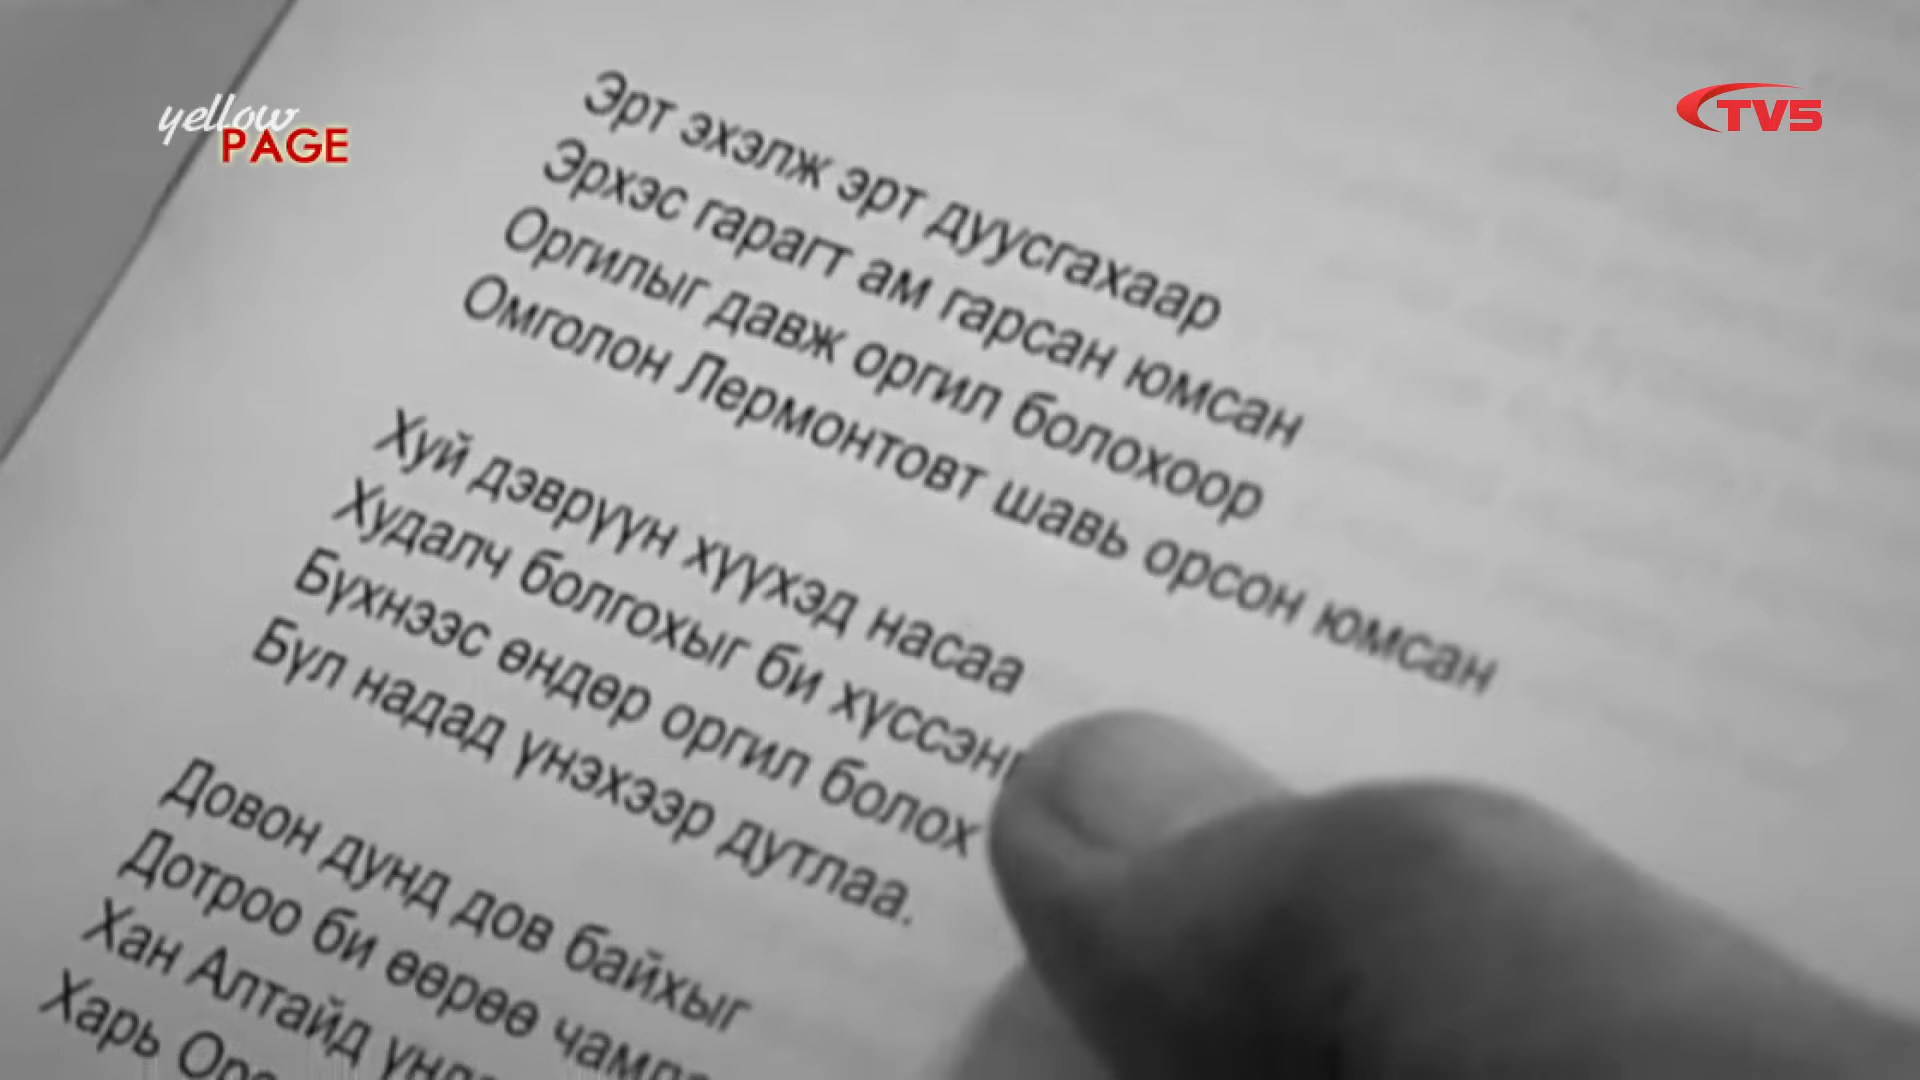 yellow
PAGE
TV5
Эрт эхэлж эрт дуусгахаар
Эрхэс гарагт ам гарсан юмсан
Оргилыг давж оргил болохоор
Омголон Лермонтовт шавь орсон юмсан
Хуй дэврүүн хүүхэд насаа
Худалч болгохыг би
Бүхнээс өндөр оргил болох
Бүл надад үнэхээр дутлаа.
Довон дунд дов байхыг
Дотроо би өөрөө
Хан Алтайд
Харь